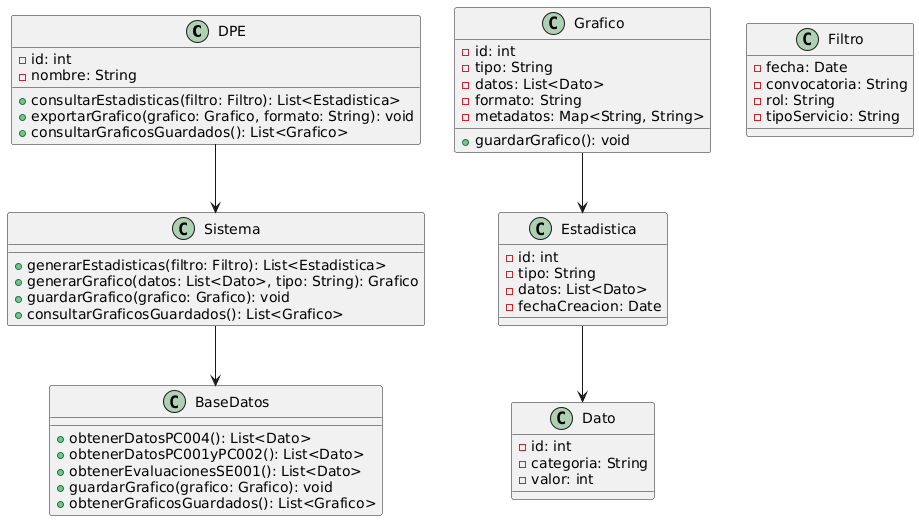 C DPE
id: int
nombre: String
consultarEstadisticas(filtro: Filtro): List<Estadistica>
exportarGrafico(grafico: Grafico, formato: String): void
consultarGraficosGuardados(): List<Grafico>
C Grafico
id: int
tipo: String
datos: List<Dato>
formato: String
metadatos: Map<String, String>
guardarGrafico(): void
C Filtro
fecha: Date
convocatoria: String
rol: String
tipoServicio: String
C Sistema
generarEstadisticas(filtro: Filtro): List<Estadistica>
generarGrafico(datos: List<Dato>, tipo: String): Grafico
guardarGrafico(grafico: Grafico): void
consultarGraficosGuardados(): List<Grafico>
C Estadistica
id: int
tipo: String
datos: List<Dato>
fechaCreacion: Date
C BaseDatos
obtenerDatosPC004(): List<Dato>
obtenerDatosPC001yPC002(): List<Dato>
obtenerEvaluacionesSE001(): List<Dato>
guardarGrafico(grafico: Grafico): void
obtenerGraficosGuardados(): List<Grafico>
C Dato
id: int
categoria: String
valor: int